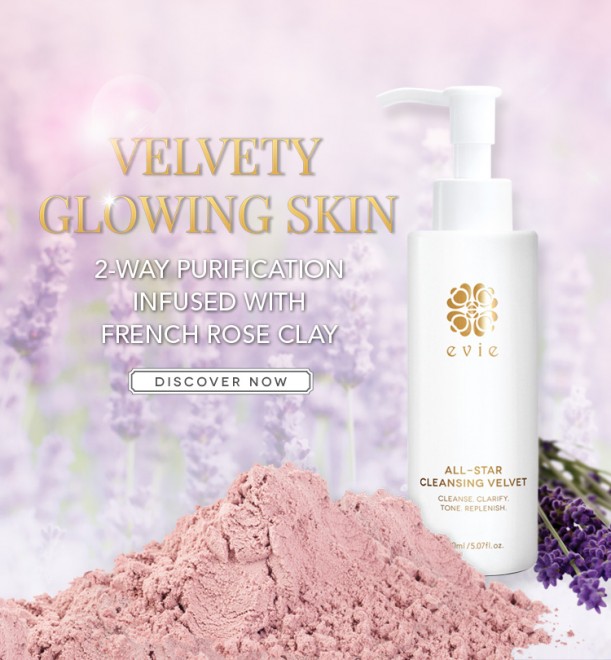 VELVETY
GLOWING SKIN
2-WAY PURIFICATION
INFUSED WITH
FRENCH ROSE CLAY
DISCOVER NOW
evie
ALL-STAR
CLEANSING VELVET
CLEANSE. CLARIFY.
TONE. REPLENISH.
/ 5.07fl.oz.